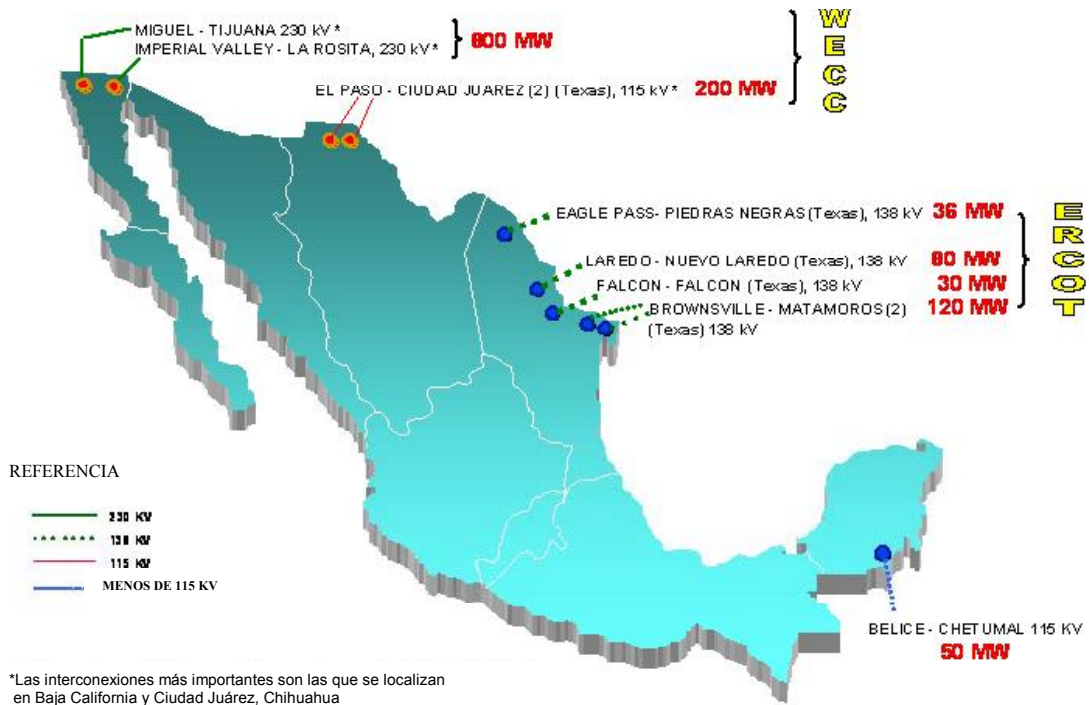 MIGUEL - TIJUANA 230 kV *
IMPERIAL VALLEY - LA ROSITA, 230 kV *
800 MW
WECC
EL PASO - CIUDAD JUAREZ (2) (Texas), 115 kV *
200 MW
EAGLE PASS- PIEDRAS NEGRAS (Texas), 138 kV
36 MW
ERCOT
LAREDO - NUEVO LAREDO (Texas), 138 kV
80 MW
FALCON - FALCON (Texas), 138 kV
30 MW
BROWNSVILLE - MATAMOROS (2)
120 MW
(Texas) 138 kV
REFERENCIA
230 KV
138 KV
115 KV
MENOS DE 115 KV
BELICE - CHETUMAL 115 KV
50 MW
*Las interconexiones más importantes son las que se localizan
en Baja California y Ciudad Juárez, Chihuahua